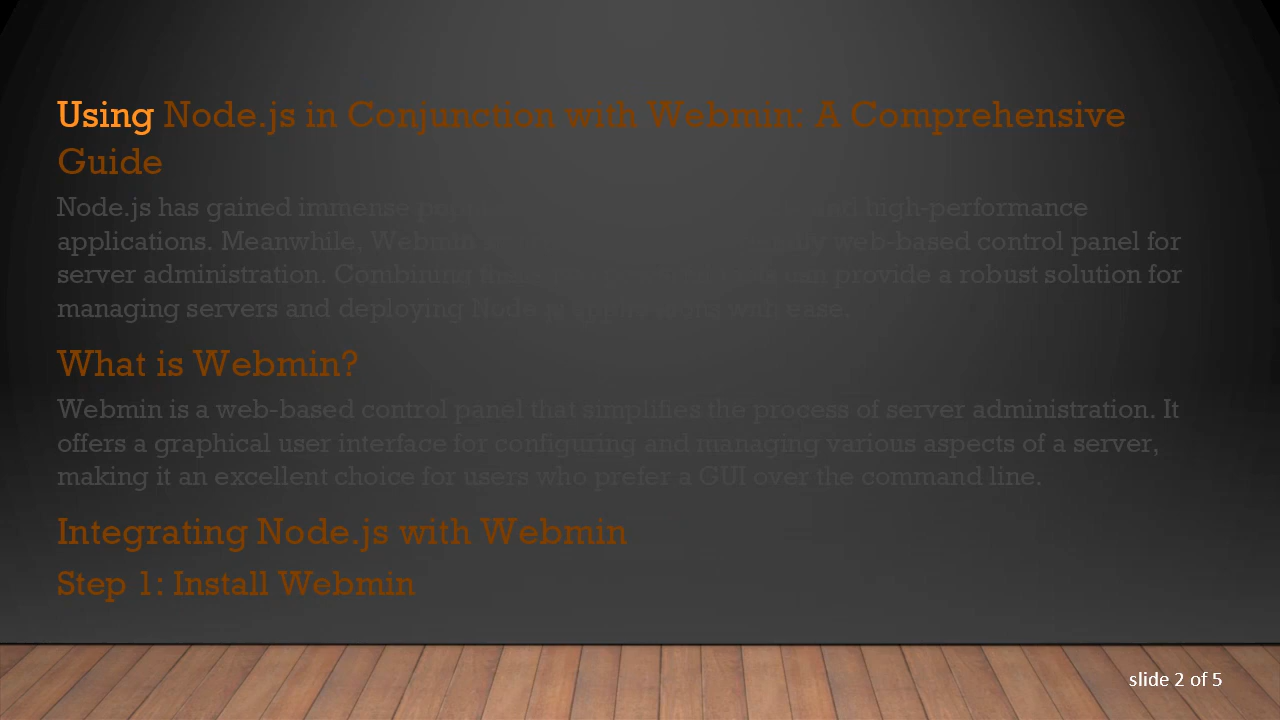 Using Node.js in Conjunction with Webmin: A Comprehensive
Guide
Node.js has gained immense and high-performance
applications. Meanwhile, Webmin web-based control panel for
server administration. Combining can provide a robust solution for
managing servers and deploying Node.js applications with ease.
What is Webmin?
Webmin is a web-based control panel that simplifies the process of server administration. It
offers a graphical user interface for configuring and managing various aspects of a server,
making it an excellent choice for users who prefer a GUI over the command line.
Integrating Node.js with Webmin
Step 1: Install Webmin
slide 2 of 5